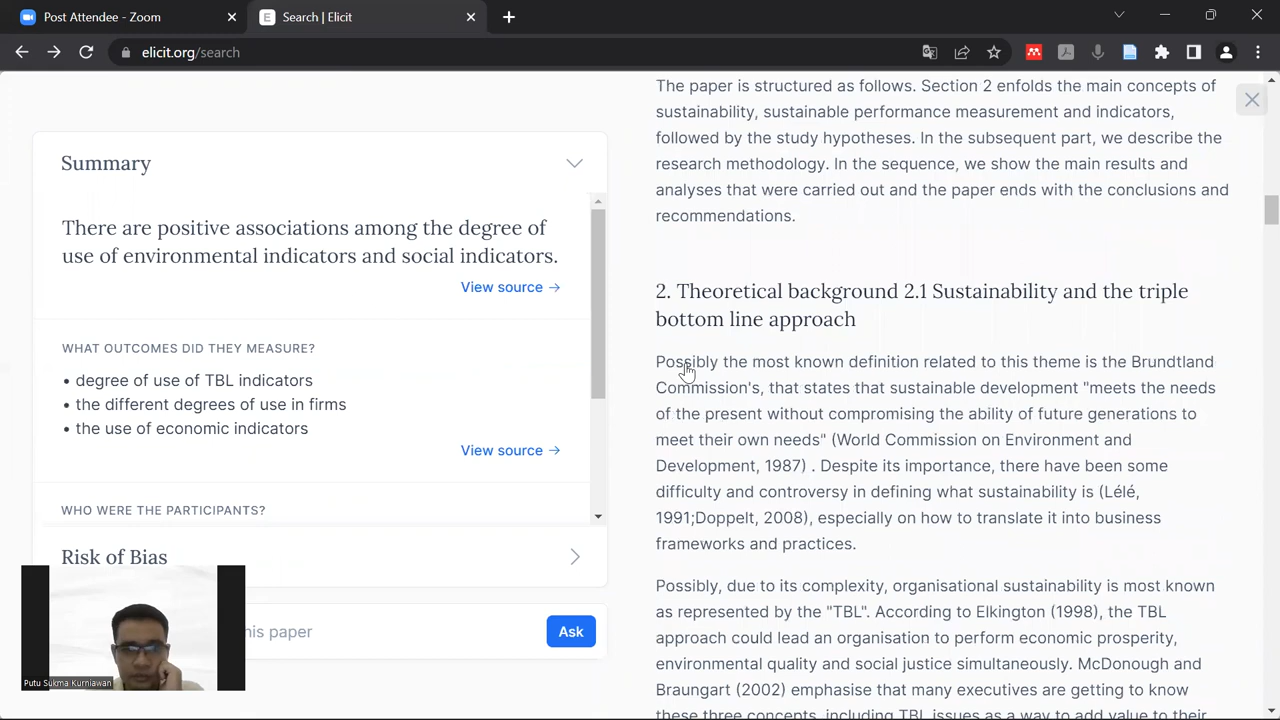 Post Attendee - Zoom
Search | Elicit
elicit.org/search
Summary
There are positive associations among the degree of
use of environmental indicators and social indicators.
View source →
WHAT OUTCOMES DID THEY MEASURE?
• degree of use of TBL indicators
• the different degrees of use in firms
• the use of economic indicators
View source →
WHO WERE THE PARTICIPANTS?
Risk of Bias
his paper
Ask
Putu Sukma Kurniawan
The paper is structured as follows. Section 2 enfolds the main concepts of
sustainability, sustainable performance measurement and indicators,
followed by the study hypotheses. In the subsequent part, we describe the
research methodology. In the sequence, we show the main results and
analyses that were carried out and the paper ends with the conclusions and
recommendations.
2. Theoretical background 2.1 Sustainability and the triple
bottom line approach
Possibly the most known definition related to this theme is the Brundtland
Commission's, that states that sustainable development "meets the needs
of the present without compromising the ability of future generations to
meet their own needs" (World Commission on Environment and
Development, 1987) . Despite its importance, there have been some
difficulty and controversy in defining what sustainability is (Lélé,
1991;Doppelt, 2008), especially on how to translate it into business
frameworks and practices.
Possibly, due to its complexity, organisational sustainability is most known
as represented by the "TBL". According to Elkington (1998), the TBL
approach could lead an organisation to perform economic prosperity,
environmental quality and social justice simultaneously. McDonough and
Braungart (2002) emphasise that many executives are getting to know
these three concepts, including TBL issues as a way to add value to their